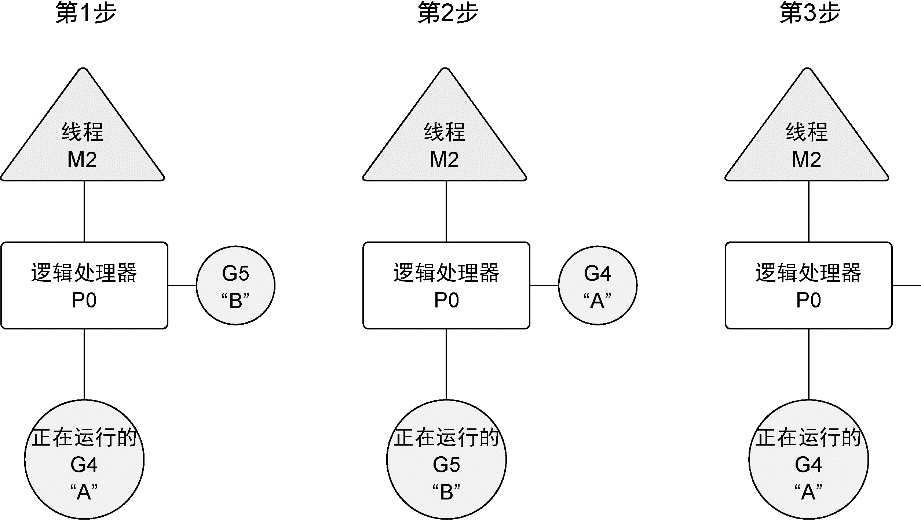 第1步
第2步
第3步
线程
M2
线程
M2
线程
M2
逻辑处理器
P0
G5
“B”
逻辑处理器
P0
G4
“A”
逻辑处理器
P0
正在运行的
G4
“A”
正在运行的
G5
“B”
正在运行的
G4
“A”